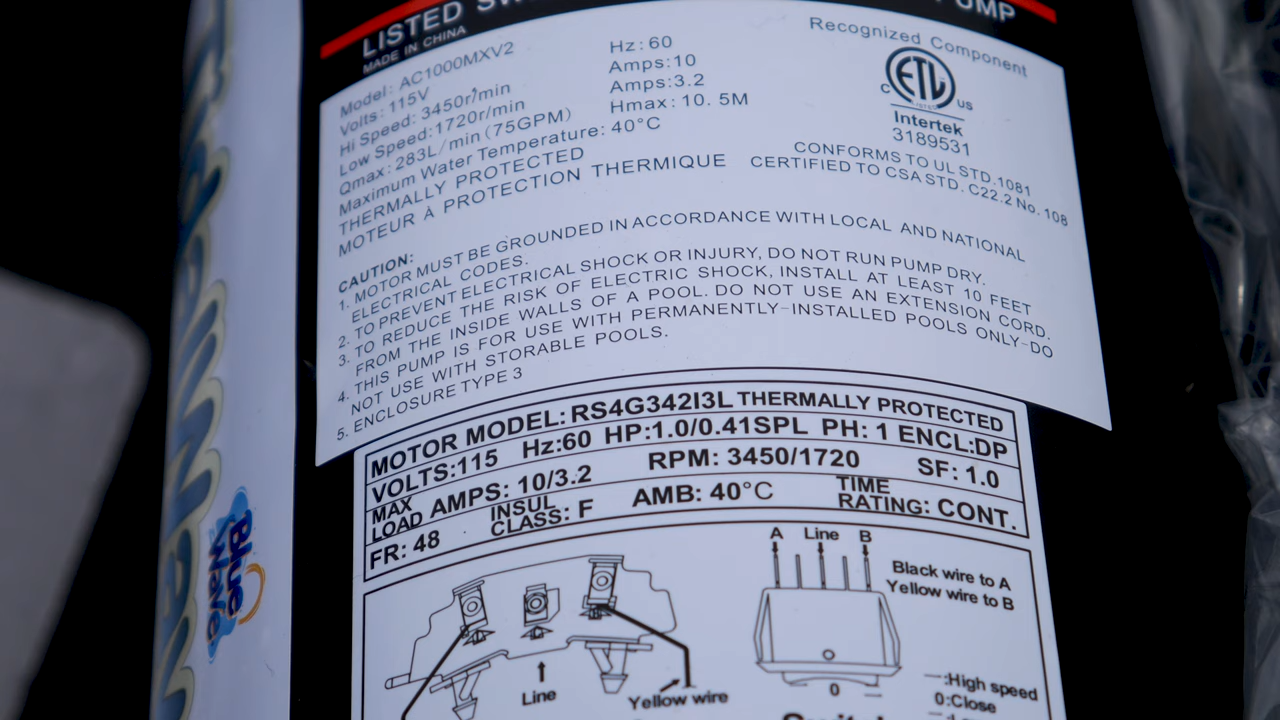 LISTED
PUMP
MADE IN CHINA
Recognized Component
Model: AC1000MXV2
Hz: 60
Volts: 115V
Amps:10
Hi Speed: 3450r/min
Amps:3.2
Low Speed:1720r/min
Hmax: 10. 5M
Qmax: 283L/min (75GPM)
Maximum Water Temperature: 40°C
THERMALLY PROTECTED
MOTEUR À PROTECTION THERMIQUE
ETL
C US
LISTED
Intertek
3189531
CONFORMS TO UL STD.1081
CERTIFIED TO CSA STD. C22.2 No. 108
CAUTION:
1. MOTOR MUST BE GROUNDED IN ACCORDANCE WITH LOCAL AND NATIONAL
ELECTRICAL CODES.
2. TO PREVENT ELECTRICAL SHOCK OR INJURY, DO NOT RUN PUMP DRY.
3. TO REDUCE THE RISK OF ELECTRIC SHOCK, INSTALL AT LEAST 10 FEET
FROM THE INSIDE WALLS OF A POOL. DO NOT USE AN EXTENSION CORD.
4. THIS PUMP IS FOR USE WITH PERMANENTLY-INSTALLED POOLS ONLY-DO
NOT USE WITH STORABLE POOLS.
5. ENCLOSURE TYPE 3
MOTOR MODEL: RS4G342I3L THERMALLY PROTECTED
VOLTS:115 Hz:60 HP:1.0/0.41SPL PH: 1 ENCL:DP
MAX LOAD AMPS: 10/3.2 RPM: 3450/1720 SF: 1.0
FR: 48 INSUL CLASS: F AMB: 40°C TIME RATING: CONT.
A Line B
Black wire to A
Yellow wire to B
Line
Yellow wire
0
—:High speed
0:Close
Blue
Wave